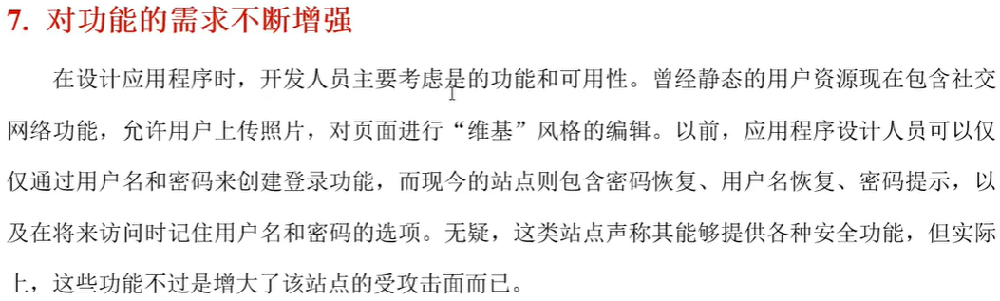 7. 对功能的需求不断增强
在设计应用程序时，开发人员主要考虑是的功能和可用性。曾经静态的用户资源现在包含社交
网络功能，允许用户上传照片，对页面进行“维基”风格的编辑。以前，应用程序设计人员可以仅
仅通过用户名和密码来创建登录功能，而现今的站点则包含密码恢复、用户名恢复、密码提示，以
及在将来访问时记住用户名和密码的选项。无疑，这类站点声称其能够提供各种安全功能，但实际
上，这些功能不过是增大了该站点的受攻击面而已。